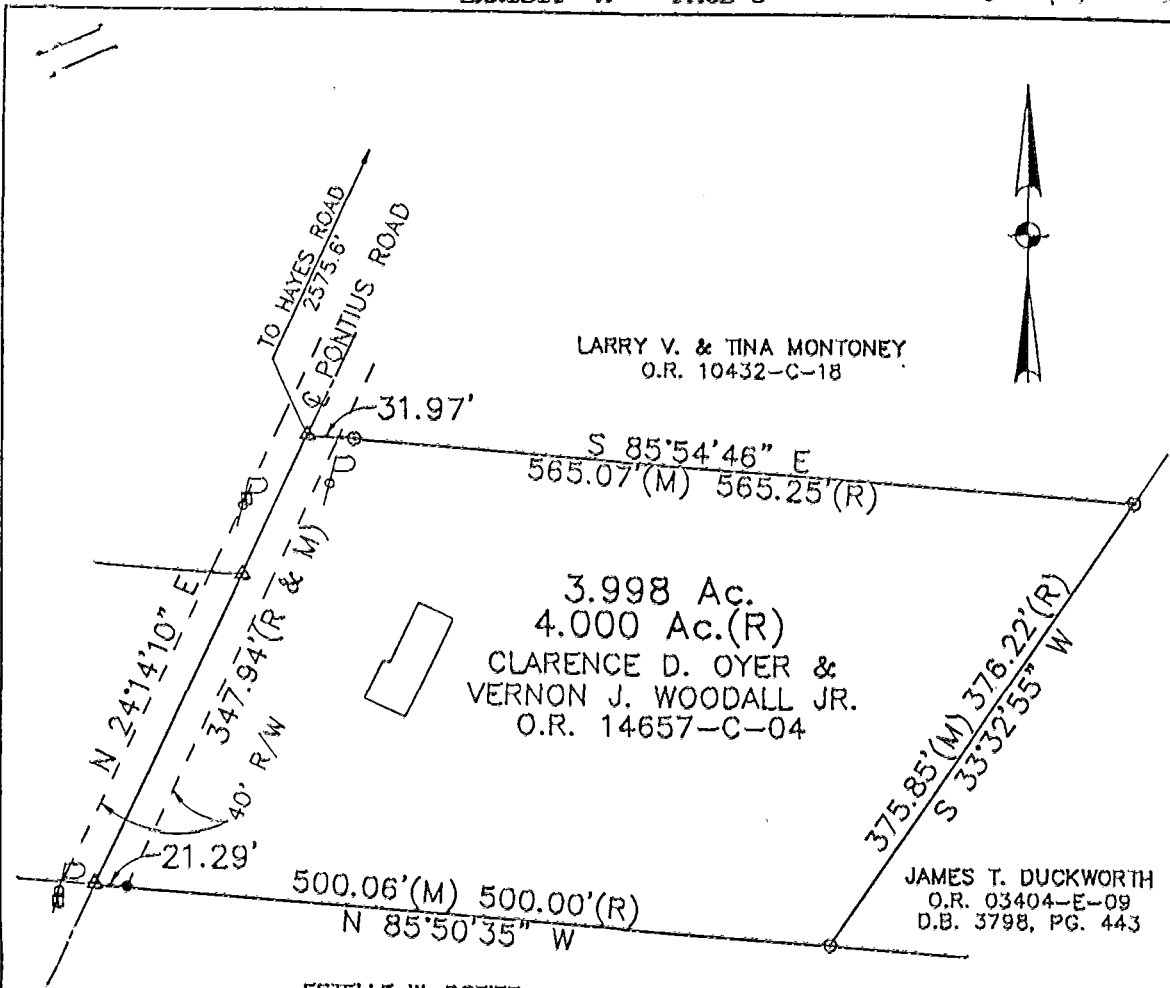 TO HAYES ROAD
2575.6'
℄ PONTIUS ROAD
LARRY V. & TINA MONTONEY
O.R. 10432-C-18
31.97'
S 85°54'46" E
565.07'(M) 565.25'(R)
N 24°14'10" E
347.94'(R & M)
40' R/W
3.998 Ac.
4.000 Ac.(R)
CLARENCE D. OYER &
VERNON J. WOODALL JR.
O.R. 14657-C-04
375.85'(M) 376.22'(R)
S 33°32'55" W
21.29'
500.06'(M) 500.00'(R)
N 85°50'35" W
JAMES T. DUCKWORTH
O.R. 03404-E-09
D.B. 3798, PG. 443